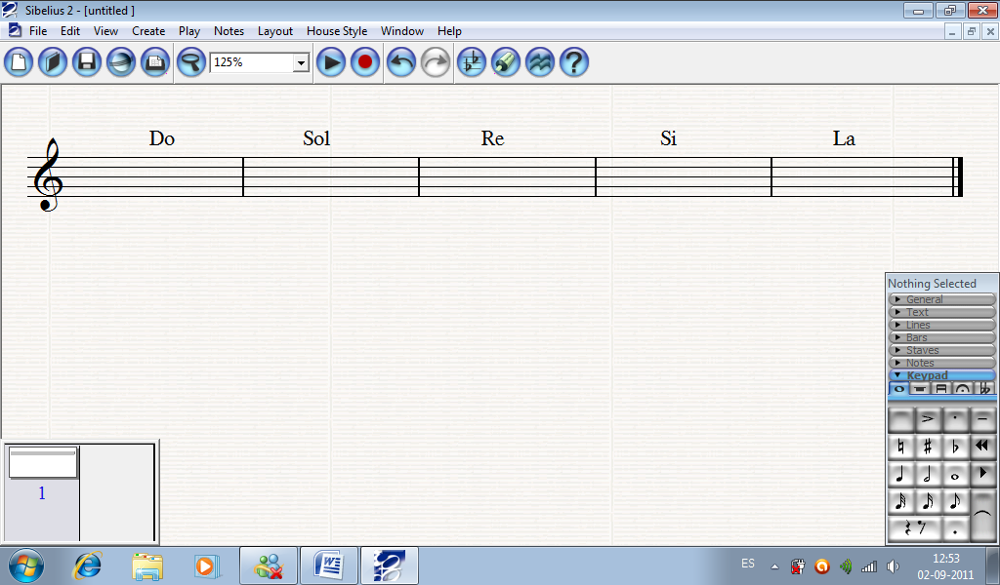 Sibelius 2 - [untitled ]
File Edit View Create Play Notes Layout House Style Window Help
125%
Do Sol Re Si La
Nothing Selected
General
Text
Lines
Bars
Staves
Notes
Keypad
1
ES
12:53
02-09-2011